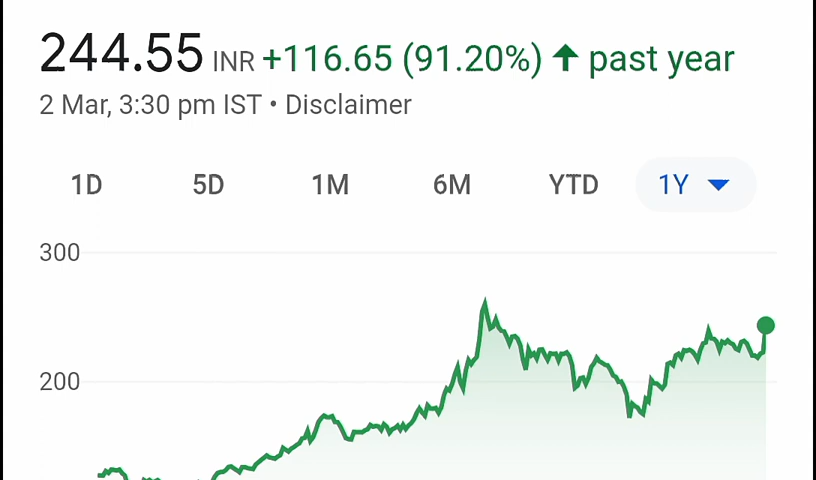 244.55 INR +116.65 (91.20%) ↑ past year
2 Mar, 3:30 pm IST • Disclaimer
1D 5D 1M 6M YTD 1Y
300
200